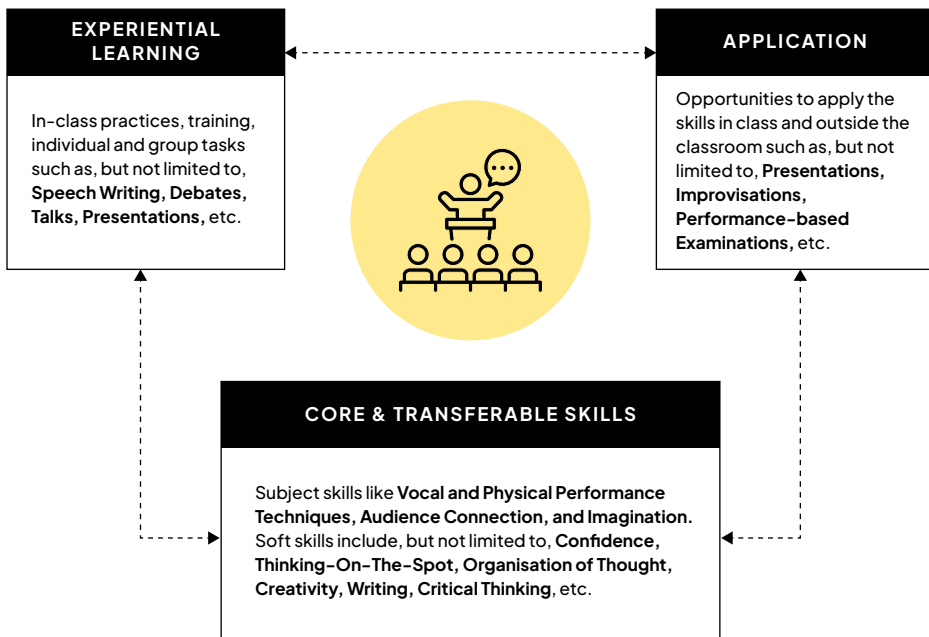 EXPERIENTIAL
LEARNING
In-class practices, training,
individual and group tasks
such as, but not limited to,
Speech Writing, Debates,
Talks, Presentations, etc.
APPLICATION
Opportunities to apply the
skills in class and outside the
classroom such as, but not
limited to, Presentations,
Improvisations,
Performance-based
Examinations, etc.
CORE & TRANSFERABLE SKILLS
Subject skills like Vocal and Physical Performance
Techniques, Audience Connection, and Imagination.
Soft skills include, but not limited to, Confidence,
Thinking-On-The-Spot, Organisation of Thought,
Creativity, Writing, Critical Thinking, etc.